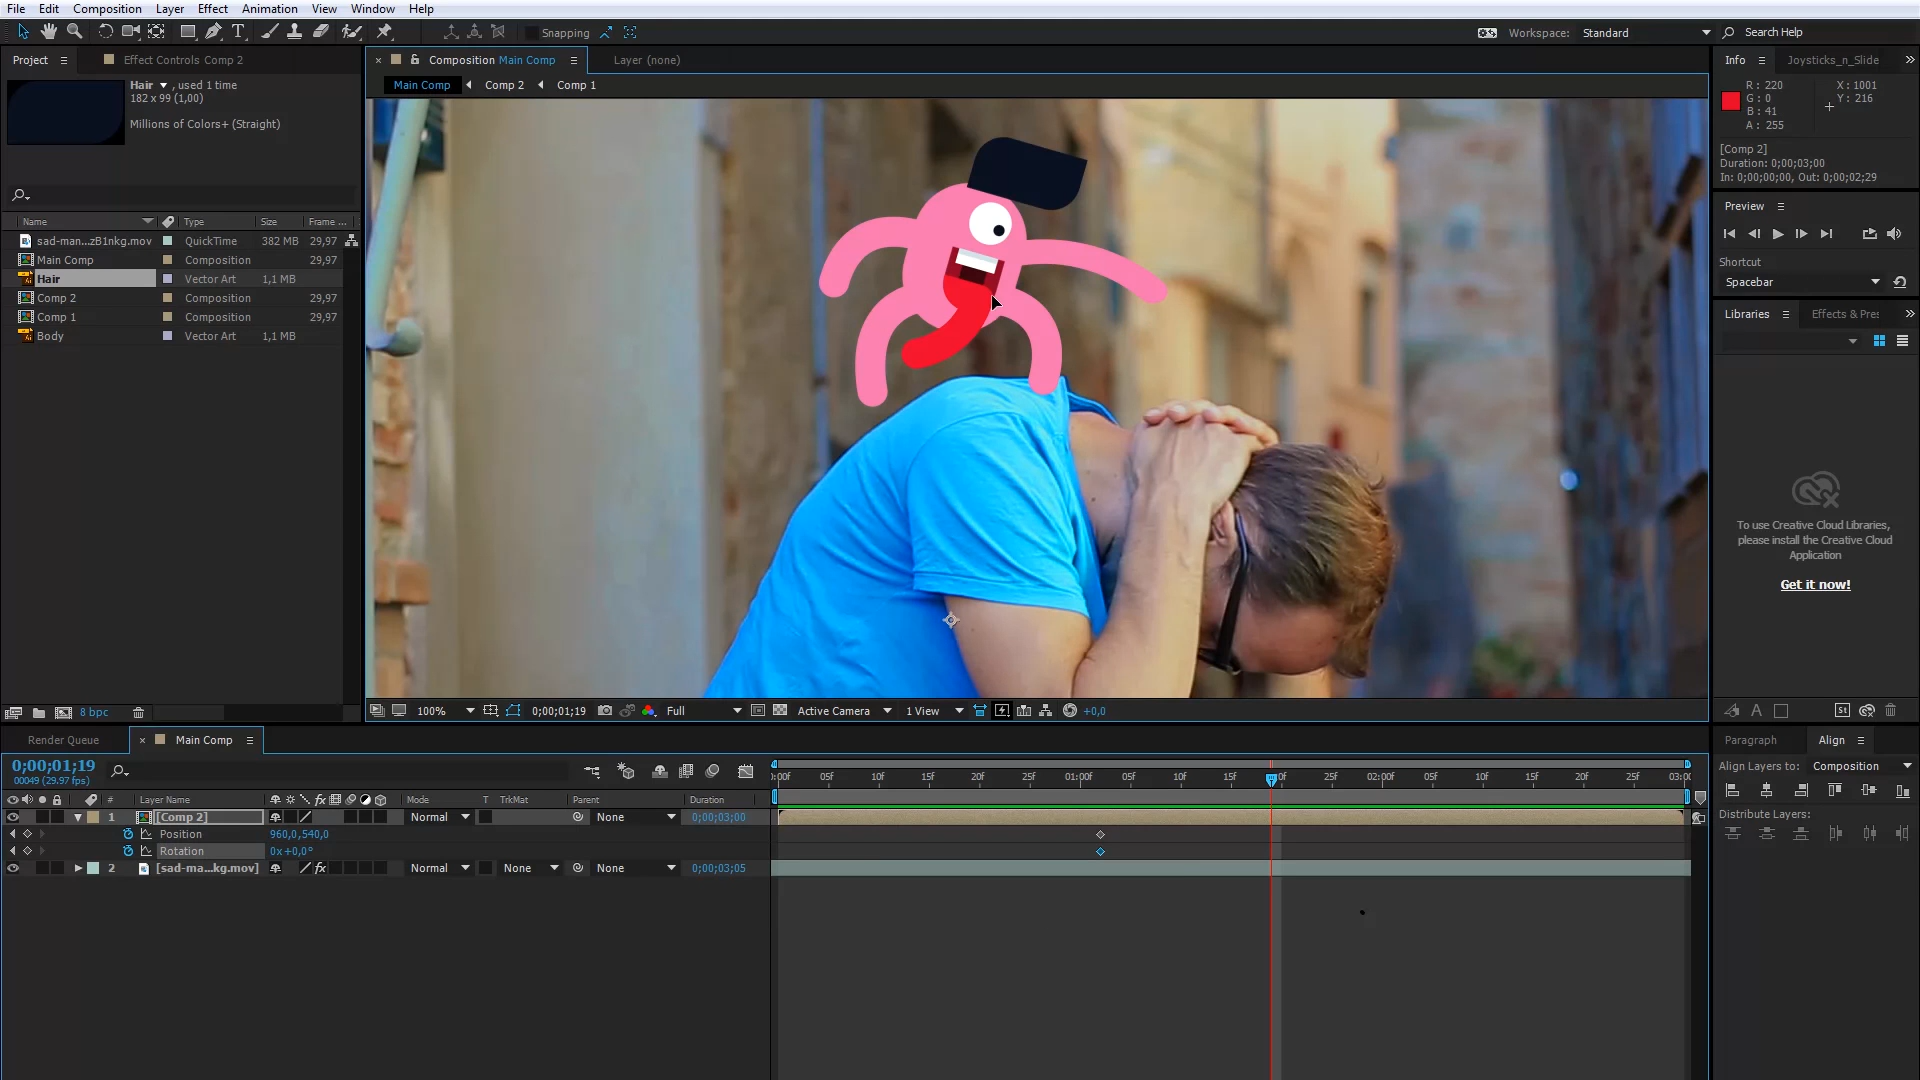 File Edit Composition Layer Effect Animation View Window Help
Snapping
Workspace: Standard
Search Help
Project
Effect Controls Comp 2
Hair , used 1 time
182 x 99 (1,00)
Millions of Colors+ (Straight)
Name Type Size Frame ...
sad-man...zB1nkg.mov QuickTime 382 MB 29,97
Main Comp Composition 29,97
Hair Vector Art 1,1 MB
Comp 2 Composition 29,97
Comp 1 Composition 29,97
Body Vector Art 1,1 MB
8 bpc
Composition Main Comp
Layer (none)
Main Comp Comp 2 Comp 1
100% 0;00;01;19 Full Active Camera 1 View +0,0
Info
Joysticks_n_Slide
R : 220
G : 0
B : 41
A : 255
X : 1001
Y : 216
[Comp 2]
Duration: 0;00;03;00
In: 0;00;00;00, Out: 0;00;02;29
Preview
Shortcut
Spacebar
Libraries
Effects & Pres
To use Creative Cloud Libraries,
please install the Creative Cloud
Application
Get it now!
St
Paragraph
Align
Align Layers to: Composition
Distribute Layers:
Render Queue
Main Comp
0;00;01;19
00049 (29.97 fps)
:00f 05f 10f 15f 20f 25f 01:00f 05f 10f 15f 0f 25f 02:00f 05f 10f 15f 20f 25f 03:00
# Layer Name fx Mode T TrkMat Parent Duration
1 [Comp 2] Normal None 0;00;03;00
Position 960,0,540,0
Rotation 0x+0,0°
2 [sad-ma...kg.mov] fx Normal None None 0;00;03;05